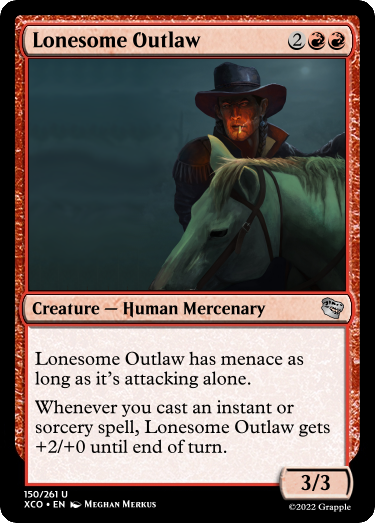 Lonesome Outlaw 2
Creature — Human Mercenary
Lonesome Outlaw has menace as
long as it's attacking alone.
Whenever you cast an instant or
sorcery spell, Lonesome Outlaw gets
+2/+0 until end of turn.
3/3
150/261 U
XCO • EN Meghan Merkus
©2022 Grapple